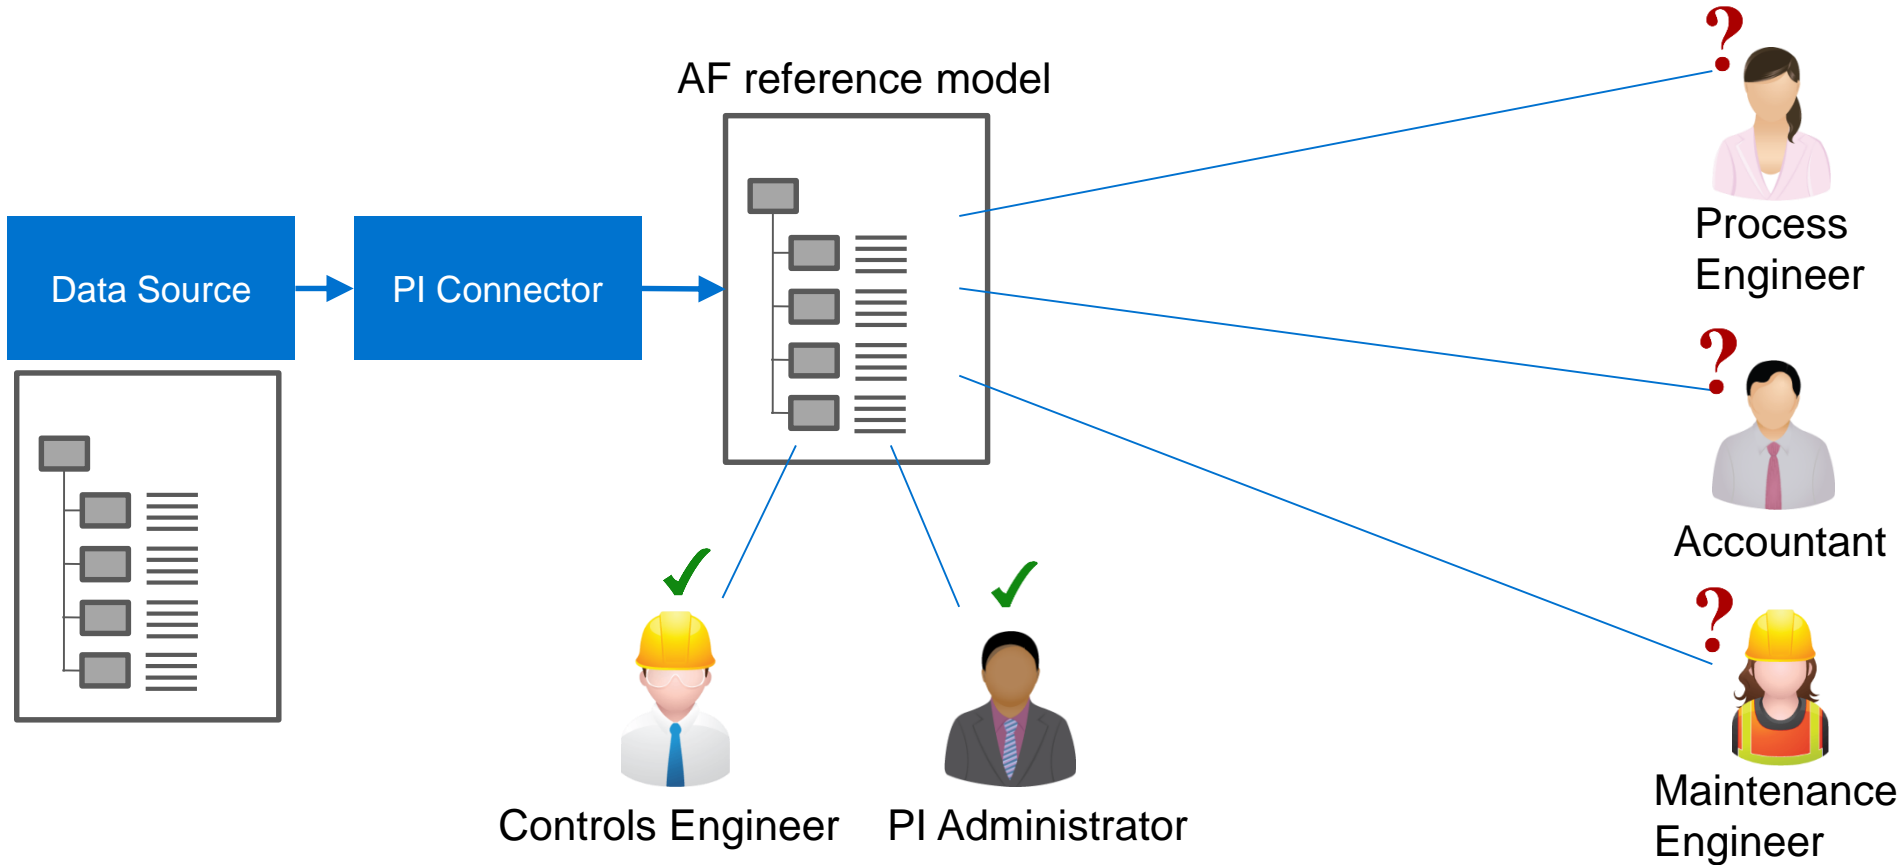 AF reference model
Data Source
PI Connector
?
Process
Engineer
?
Accountant
?
Maintenance
Engineer
Controls Engineer
PI Administrator